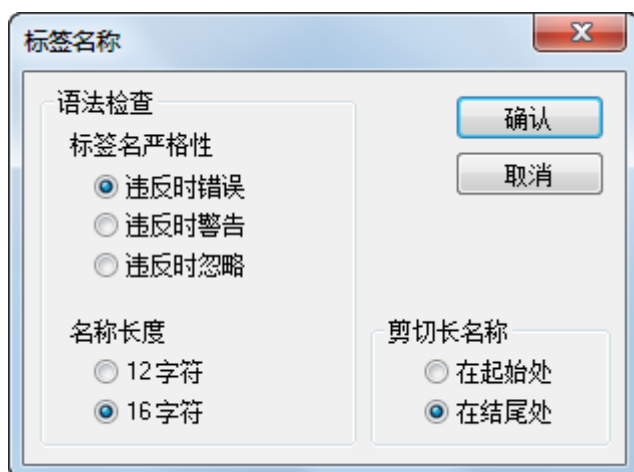 标签名称
语法检查
标签名严格性
违反时错误
违反时警告
违反时忽略
名称长度
12字符
16字符
确认
取消
剪切长名称
在起始处
在结尾处